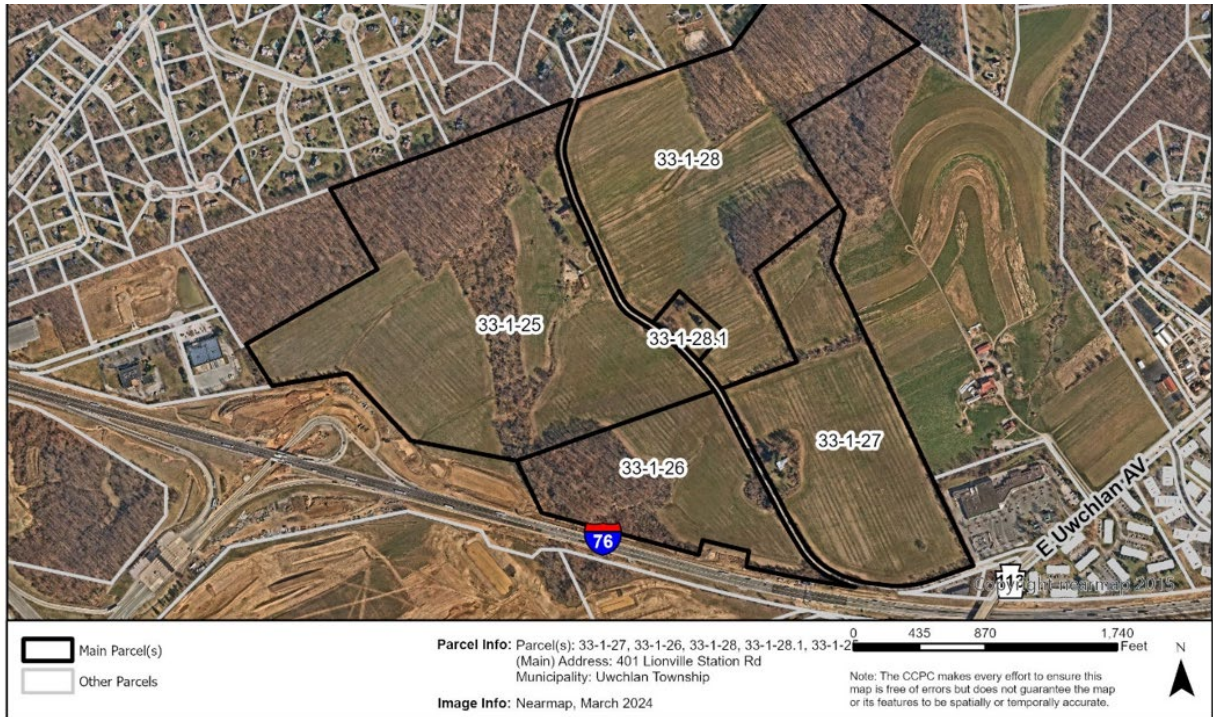 33-1-28
33-1-25
33-1-28.1
33-1-27
33-1-26
76
E Uwchlan AV
113
Copyright nearmap 2015
Main Parcel(s)
Other Parcels
Parcel Info: Parcel(s): 33-1-27, 33-1-26, 33-1-28, 33-1-28.1, 33-1-2
(Main) Address: 401 Lionville Station Rd
Municipality: Uwchlan Township
Image Info: Nearmap, March 2024
0 435 870 1,740
Feet
Note: The CCPC makes every effort to ensure this
map is free of errors but does not guarantee the map
or its features to be spatially or temporally accurate.
N